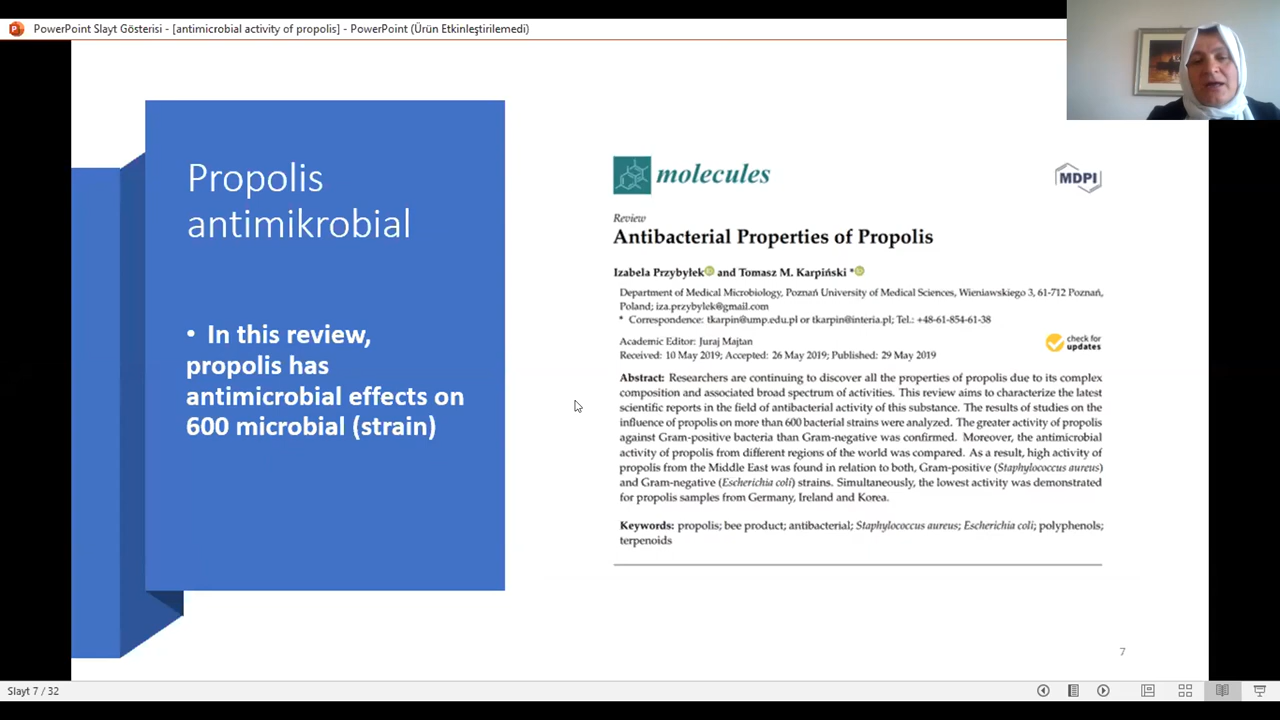 PowerPoint Slayt Gösterisi - [antimicrobial activity of propolis] - PowerPoint (Ürün Etkinleştirilemedi)
Propolis
antimikrobial
• In this review,
propolis has
antimicrobial effects on
600 microbial (strain)
molecules
MDPI
Review
Antibacterial Properties of Propolis
Izabela Przybyłek and Tomasz M. Karpiński *
Department of Medical Microbiology, Poznań University of Medical Sciences, Wieniawskiego 3, 61-712 Poznań,
Poland; iza.przybylek@gmail.com
* Correspondence: tkarpin@ump.edu.pl or tkarpin@interia.pl; Tel.: +48-61-854-61-38
Academic Editor: Juraj Majtan
Received: 10 May 2019; Accepted: 26 May 2019; Published: 29 May 2019
check for
updates
Abstract: Researchers are continuing to discover all the properties of propolis due to its complex
composition and associated broad spectrum of activities. This review aims to characterize the latest
scientific reports in the field of antibacterial activity of this substance. The results of studies on the
influence of propolis on more than 600 bacterial strains were analyzed. The greater activity of propolis
against Gram-positive bacteria than Gram-negative was confirmed. Moreover, the antimicrobial
activity of propolis from different regions of the world was compared. As a result, high activity of
propolis from the Middle East was found in relation to both, Gram-positive (Staphylococcus aureus)
and Gram-negative (Escherichia coli) strains. Simultaneously, the lowest activity was demonstrated
for propolis samples from Germany, Ireland and Korea.
Keywords: propolis; bee product; antibacterial; Staphylococcus aureus; Escherichia coli; polyphenols;
terpenoids
7
Slayt 7 / 32